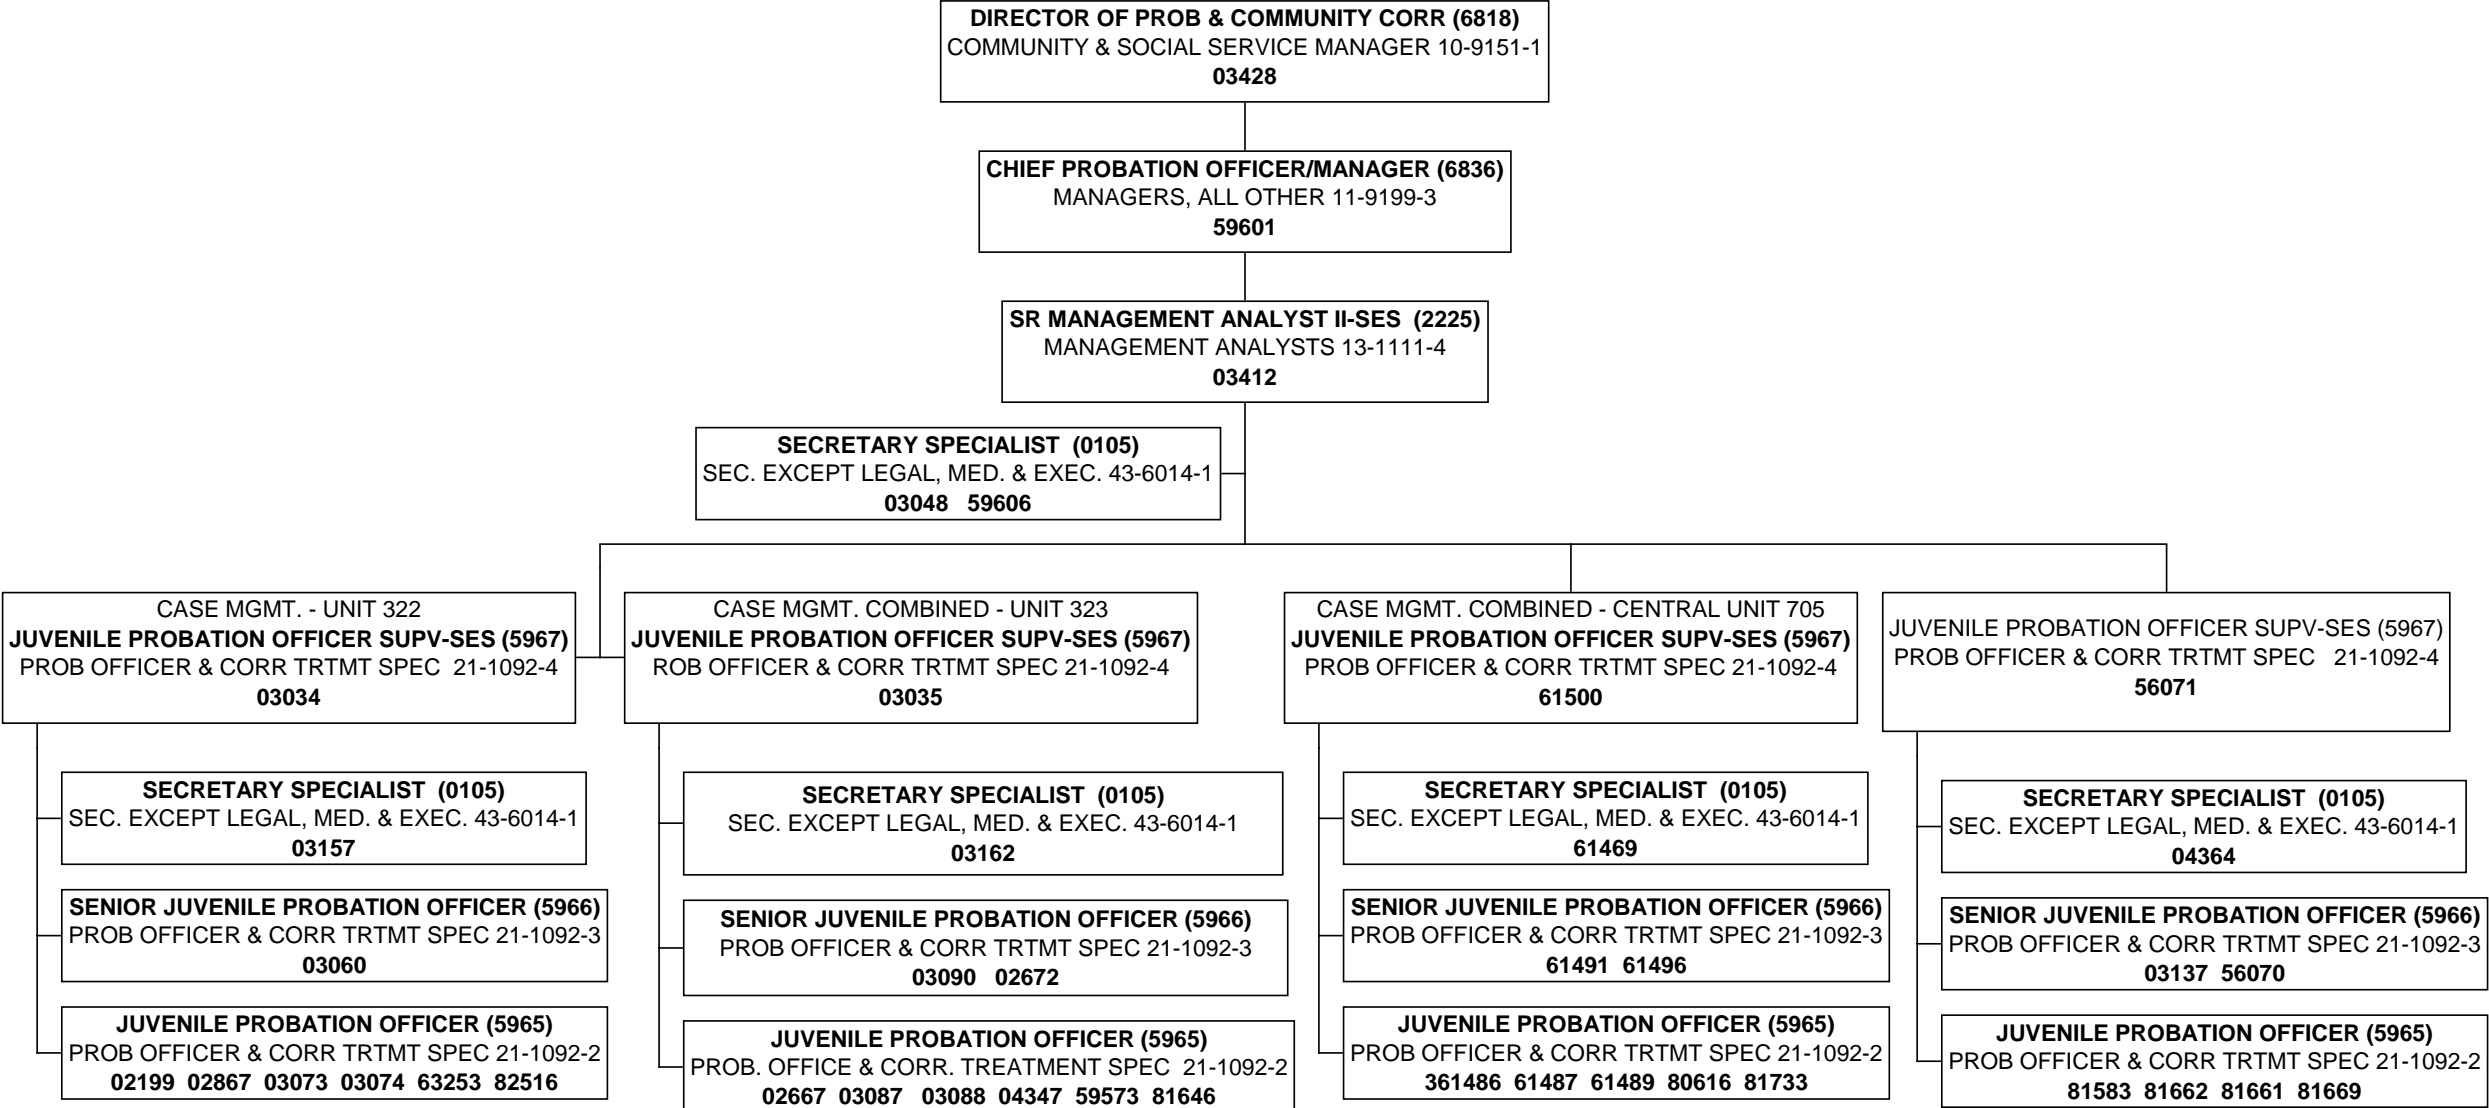 DIRECTOR OF PROB & COMMUNITY CORR (6818)
COMMUNITY & SOCIAL SERVICE MANAGER 10-9151-1
03428
CHIEF PROBATION OFFICER/MANAGER (6836)
MANAGERS, ALL OTHER 11-9199-3
59601
SR MANAGEMENT ANALYST II-SES (2225)
MANAGEMENT ANALYSTS 13-1111-4
03412
SECRETARY SPECIALIST (0105)
SEC. EXCEPT LEGAL, MED. & EXEC. 43-6014-1
03048 59606
CASE MGMT. - UNIT 322
JUVENILE PROBATION OFFICER SUPV-SES (5967)
PROB OFFICER & CORR TRTMT SPEC 21-1092-4
03034
SECRETARY SPECIALIST (0105)
SEC. EXCEPT LEGAL, MED. & EXEC. 43-6014-1
03157
SENIOR JUVENILE PROBATION OFFICER (5966)
PROB OFFICER & CORR TRTMT SPEC 21-1092-3
03060
JUVENILE PROBATION OFFICER (5965)
PROB OFFICER & CORR TRTMT SPEC 21-1092-2
02199 02867 03073 03074 63253 82516
CASE MGMT. COMBINED - UNIT 323
JUVENILE PROBATION OFFICER SUPV-SES (5967)
ROB OFFICER & CORR TRTMT SPEC 21-1092-4
03035
SECRETARY SPECIALIST (0105)
SEC. EXCEPT LEGAL, MED. & EXEC. 43-6014-1
03162
SENIOR JUVENILE PROBATION OFFICER (5966)
PROB OFFICER & CORR TRTMT SPEC 21-1092-3
03090 02672
JUVENILE PROBATION OFFICER (5965)
PROB. OFFICE & CORR. TREATMENT SPEC 21-1092-2
02667 03087 03088 04347 59573 81646
CASE MGMT. COMBINED - CENTRAL UNIT 705
JUVENILE PROBATION OFFICER SUPV-SES (5967)
PROB OFFICER & CORR TRTMT SPEC 21-1092-4
61500
SECRETARY SPECIALIST (0105)
SEC. EXCEPT LEGAL, MED. & EXEC. 43-6014-1
61469
SENIOR JUVENILE PROBATION OFFICER (5966)
PROB OFFICER & CORR TRTMT SPEC 21-1092-3
61491 61496
JUVENILE PROBATION OFFICER (5965)
PROB OFFICER & CORR TRTMT SPEC 21-1092-2
361486 61487 61489 80616 81733
JUVENILE PROBATION OFFICER SUPV-SES (5967)
PROB OFFICER & CORR TRTMT SPEC 21-1092-4
56071
SECRETARY SPECIALIST (0105)
SEC. EXCEPT LEGAL, MED. & EXEC. 43-6014-1
04364
SENIOR JUVENILE PROBATION OFFICER (5966)
PROB OFFICER & CORR TRTMT SPEC 21-1092-3
03137 56070
JUVENILE PROBATION OFFICER (5965)
PROB OFFICER & CORR TRTMT SPEC 21-1092-2
81583 81662 81661 81669